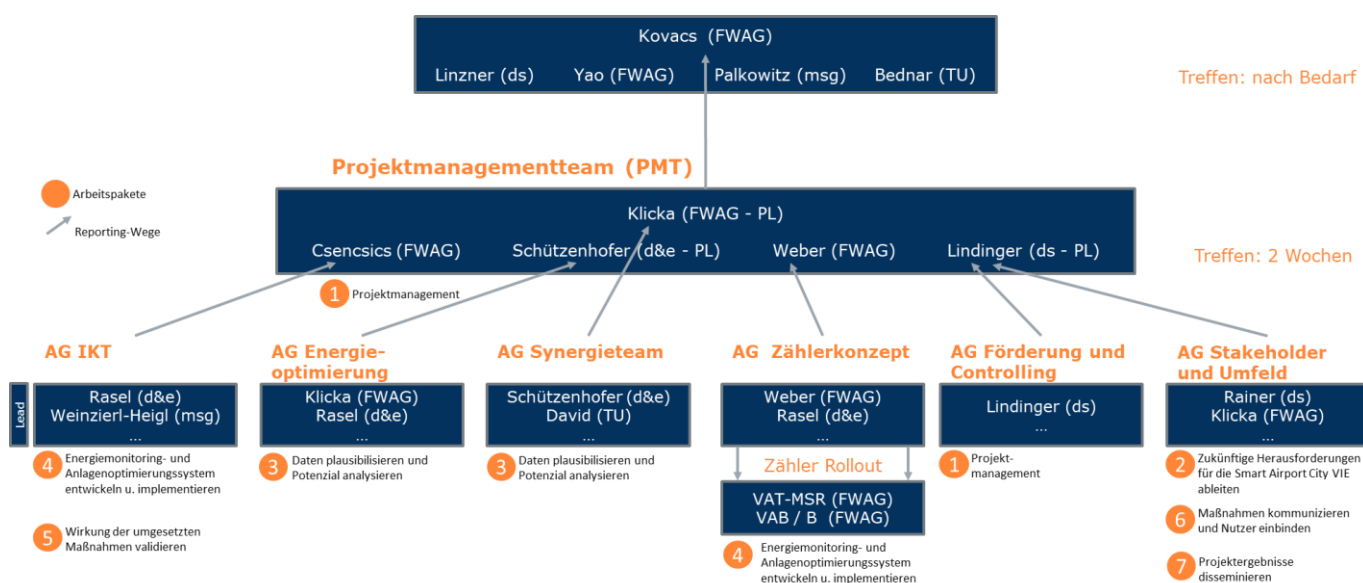 Kovacs (FWAG)
Linzner (ds) Yao (FWAG) Palkowitz (msg) Bednar (TU)
Treffen: nach Bedarf
Projektmanagementteam (PMT)
Arbeitspakete
Reporting-Wege
Klicka (FWAG - PL)
Csencsics (FWAG) Schützenhofer (d&e - PL) Weber (FWAG) Lindinger (ds - PL)
Treffen: 2 Wochen
1 Projektmanagement
AG IKT
Lead
Rasel (d&e)
Weinzierl-Heigl (msg)
...
4 Energiemonitoring- und
Anlagenoptimierungssystem
entwickeln u. implementieren
5 Wirkung der umgesetzten
Maßnahmen validieren
AG Energie-
optimierung
Klicka (FWAG)
Rasel (d&e)
...
3 Daten plausibilisieren und
Potenzial analysieren
AG Synergieteam
Schützenhofer (d&e)
David (TU)
...
3 Daten plausibilisieren und
Potenzial analysieren
AG Zählerkonzept
Weber (FWAG)
Rasel (d&e)
...
Zähler Rollout
VAT-MSR (FWAG)
VAB / B (FWAG)
4 Energiemonitoring- und
Anlagenoptimierungssystem
entwickeln u. implementieren
AG Förderung und
Controlling
Lindinger (ds)
...
1 Projekt-
management
AG Stakeholder
und Umfeld
Rainer (ds)
Klicka (FWAG)
...
2 Zukünftige Herausforderungen
für die Smart Airport City VIE
ableiten
6 Maßnahmen kommunizieren
und Nutzer einbinden
7 Projektergebnisse
disseminieren